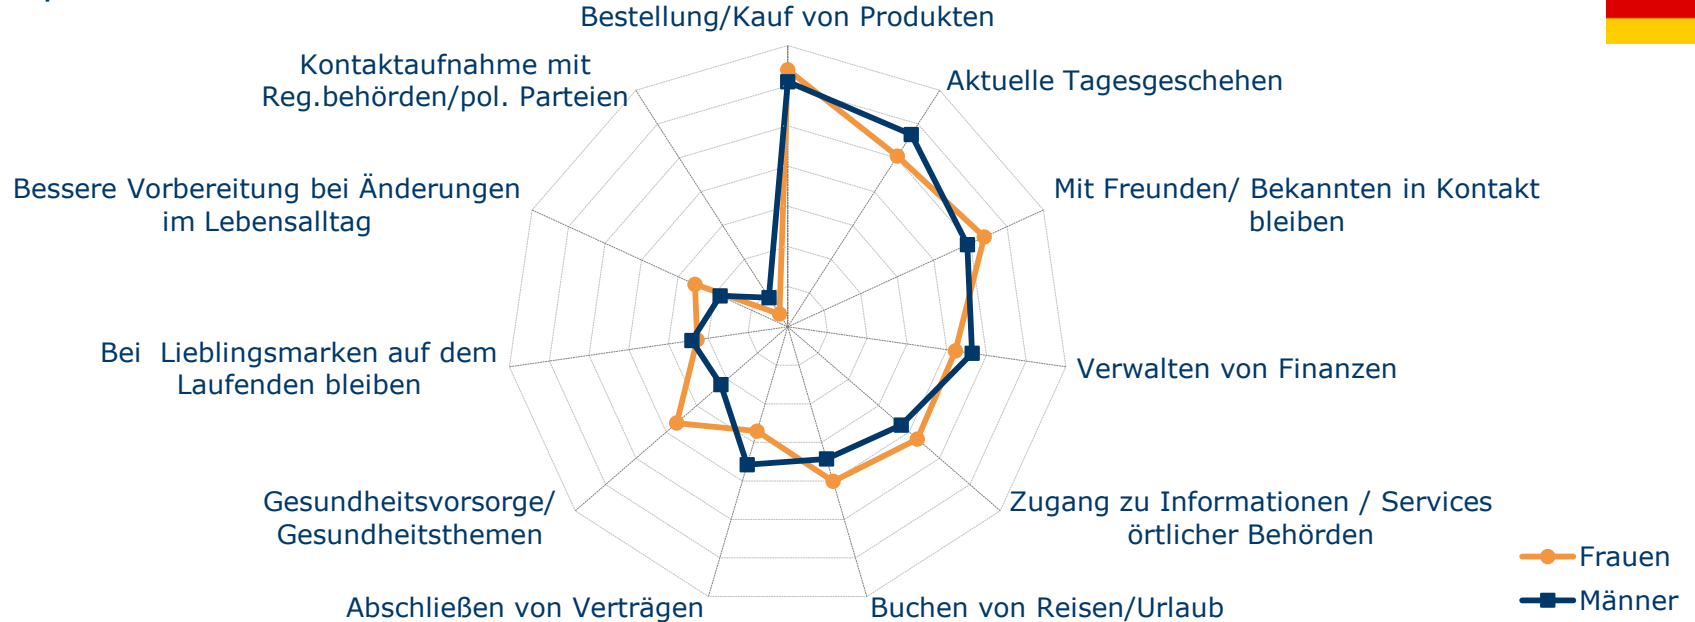 Bestellung/Kauf von Produkten
Kontaktaufnahme mit
Reg.behörden/pol. Parteien
Aktuelle Tagesgeschehen
Bessere Vorbereitung bei Änderungen
im Lebensalltag
Mit Freunden/ Bekannten in Kontakt
bleiben
Bei  Lieblingsmarken auf dem
Laufenden bleiben
Verwalten von Finanzen
Gesundheitsvorsorge/
Gesundheitsthemen
Zugang zu Informationen / Services
örtlicher Behörden
Abschließen von Verträgen
Buchen von Reisen/Urlaub
Frauen
Männer